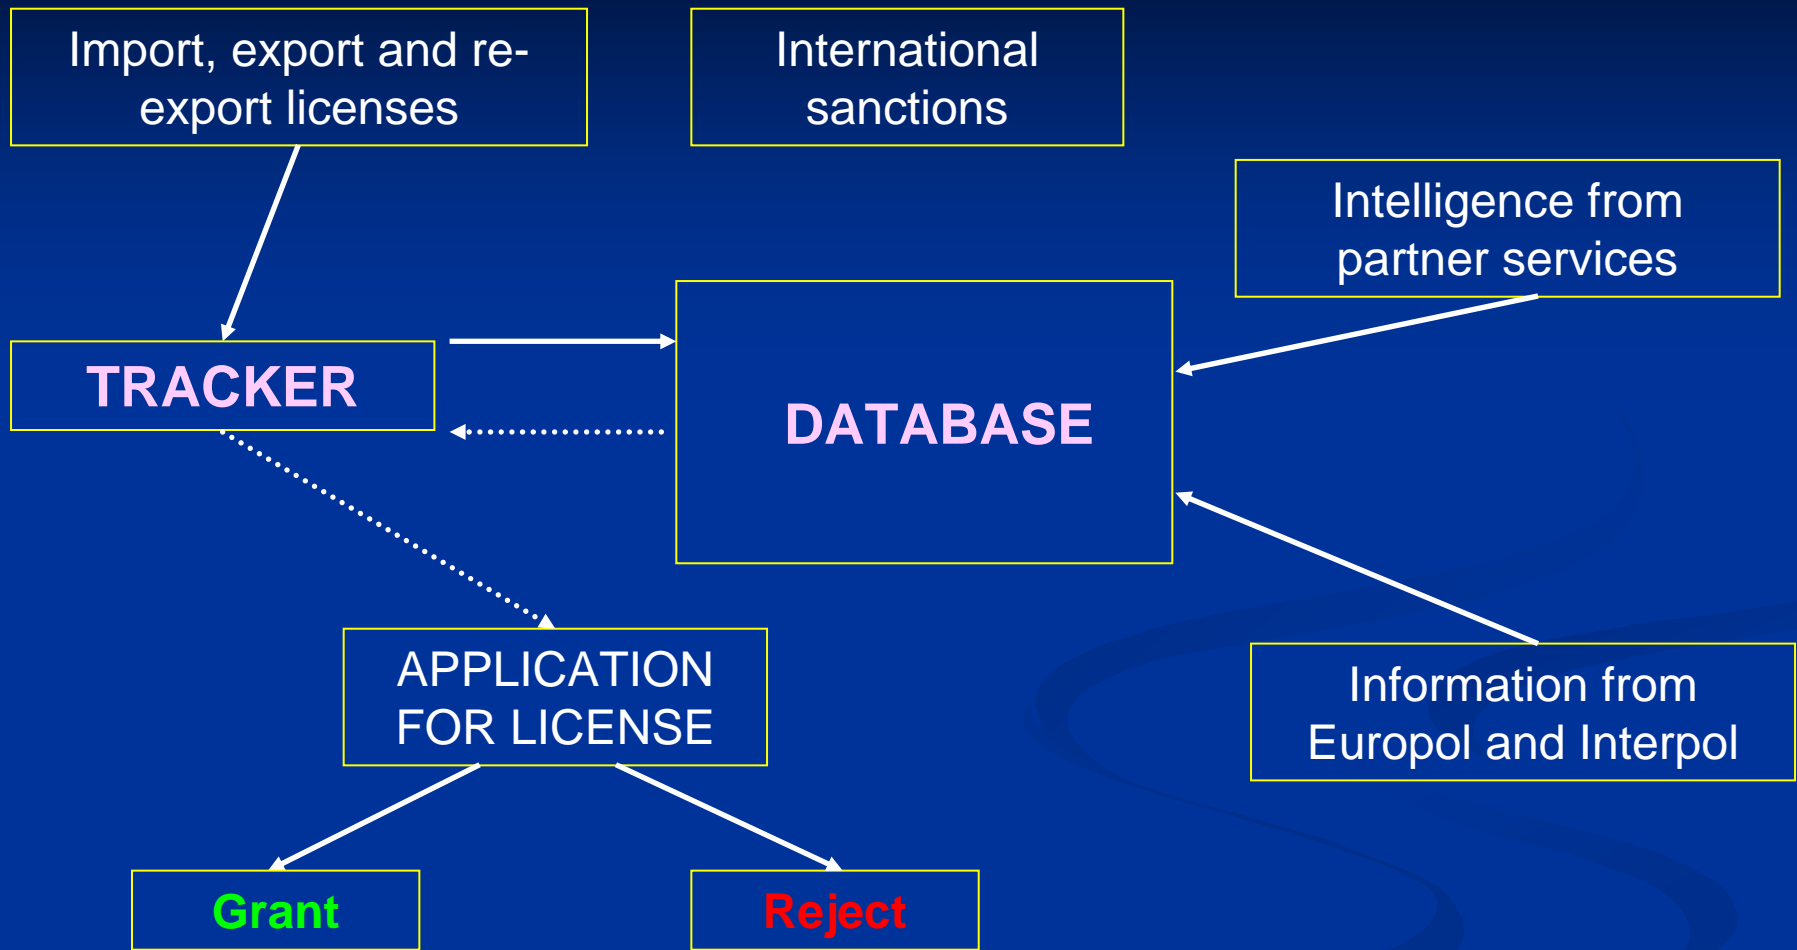 Import, export and re-
export licenses
International
sanctions
Intelligence from
partner services
TRACKER
DATABASE
APPLICATION
FOR LICENSE
Information from
Europol and Interpol
Grant
Reject